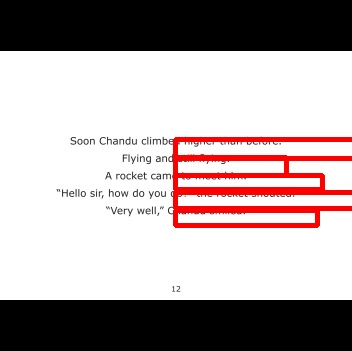 Soon Chandu climbed higher than before.
Flying and still flying.
A rocket came to meet him.
“Hello sir, how do you do?” the rocket shouted.
“Very well,” Chandu smiled.
12